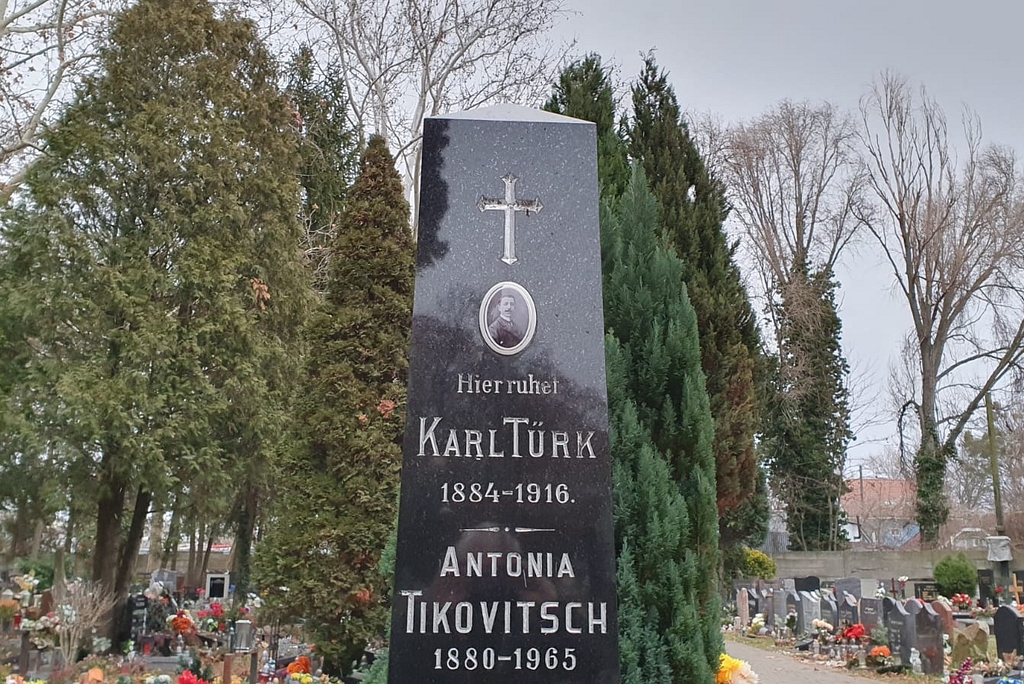 Hier ruhet
KARL TÜRK
1884-1916.
ANTONIA
TIKOVITSCH
1880-1965